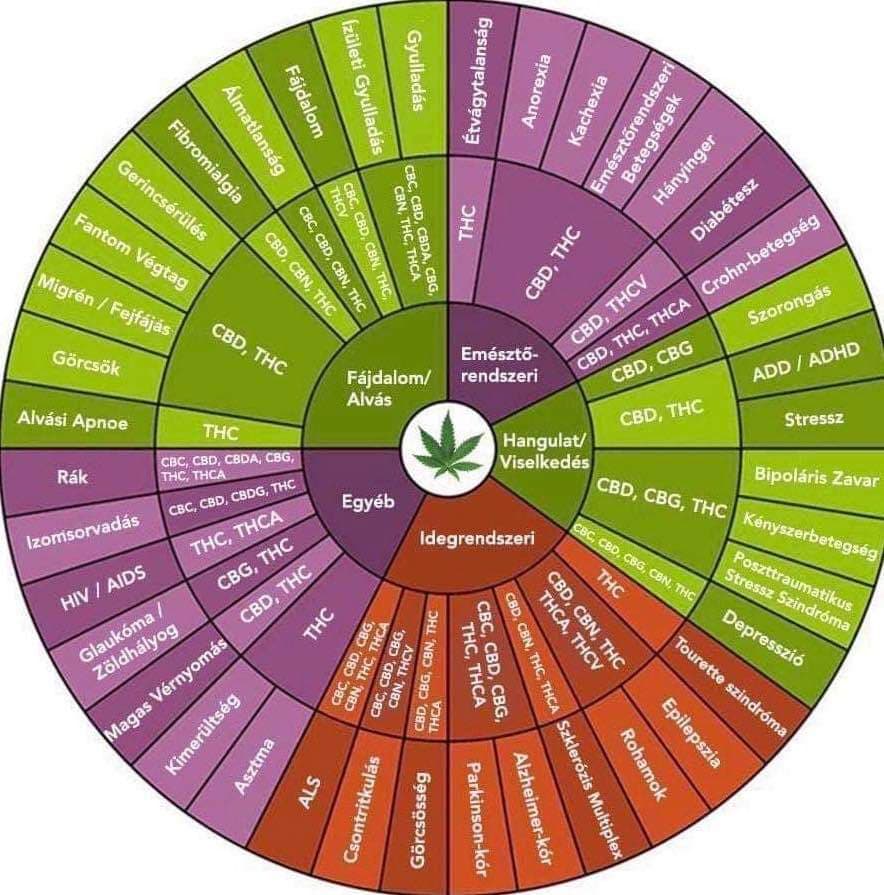 Emésztő-
rendszeri
THC
CBD, THC
CBD, THCV
CBD, THC, THCA
Étvágytalanság
Anorexia
Kachexia
Emésztőrendszeri
Betegségek
Hányinger
Diabétesz
Crohn-betegség
Hangulat/
Viselkedés
CBD, CBG
CBD, THC
CBD, CBG, THC
CBC, CBD, CBG, CBN, THC
Szorongás
ADD / ADHD
Stressz
Bipoláris Zavar
Kényszerbetegség
Poszttraumatikus
Stressz Szindróma
Depresszió
Idegrendszeri
THC
CBD, CBN, THC
THCA, THCV
CBD, CBN, THC, THCA
CBC, CBD, CBG,
THC, THCA
CBD, CBG, CBN, THC
THCA
CBC, CBD, CBG,
CBN, THCV
CBC, CBD, CBG,
CBN, THC, THCA
Tourette szindróma
Epilepszia
Rohamok
Szklerózis Multiplex
Alzheimer-kór
Parkinson-kór
Görcsösség
Csontritkulás
ALS
Egyéb
THC
CBD, THC
CBG, THC
THC, THCA
CBC, CBD, CBDG, THC
CBC, CBD, CBDA, CBG,
THC, THCA
Asztma
Kimerültség
Magas Vérnyomás
Glaukóma /
Zöldhályog
HIV / AIDS
Izomsorvadás
Rák
Fájdalom/
Alvás
THC
CBD, THC
CBD, CBN, THC
CBC, CBD, CBN, THC
CBC, CBD, CBN, THC,
THCV
CBC, CBD, CBDA, CBG,
CBN, THC, THCA
Alvási Apnoe
Görcsök
Migrén / Fejfájás
Fantom Végtag
Gerincsérülés
Fibromialgia
Álmatlanság
Fájdalom
Ízületi Gyulladás
Gyulladás